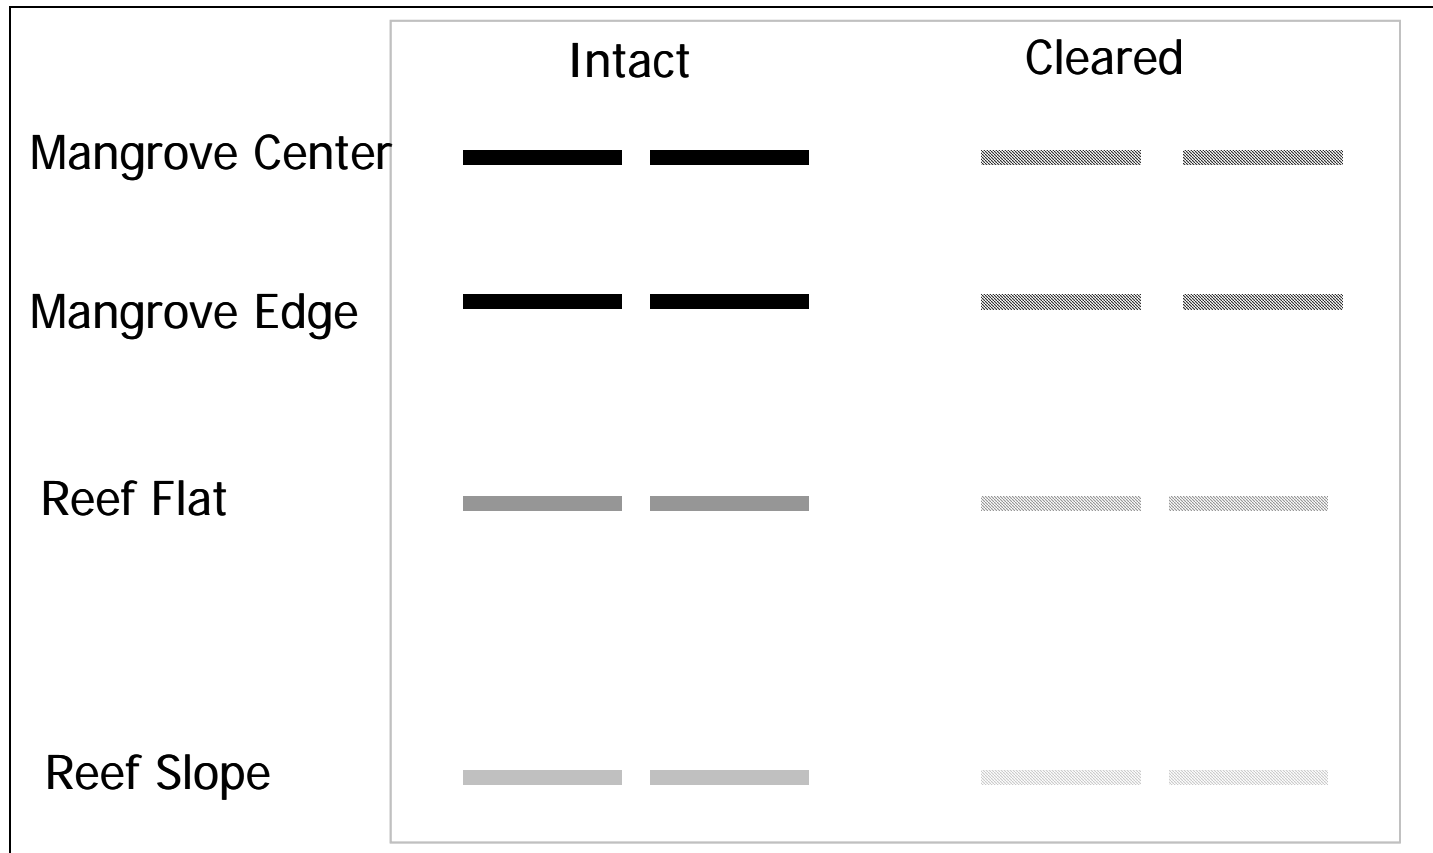 Intact Cleared
Mangrove Center
Mangrove Edge
Reef Flat
Reef Slope